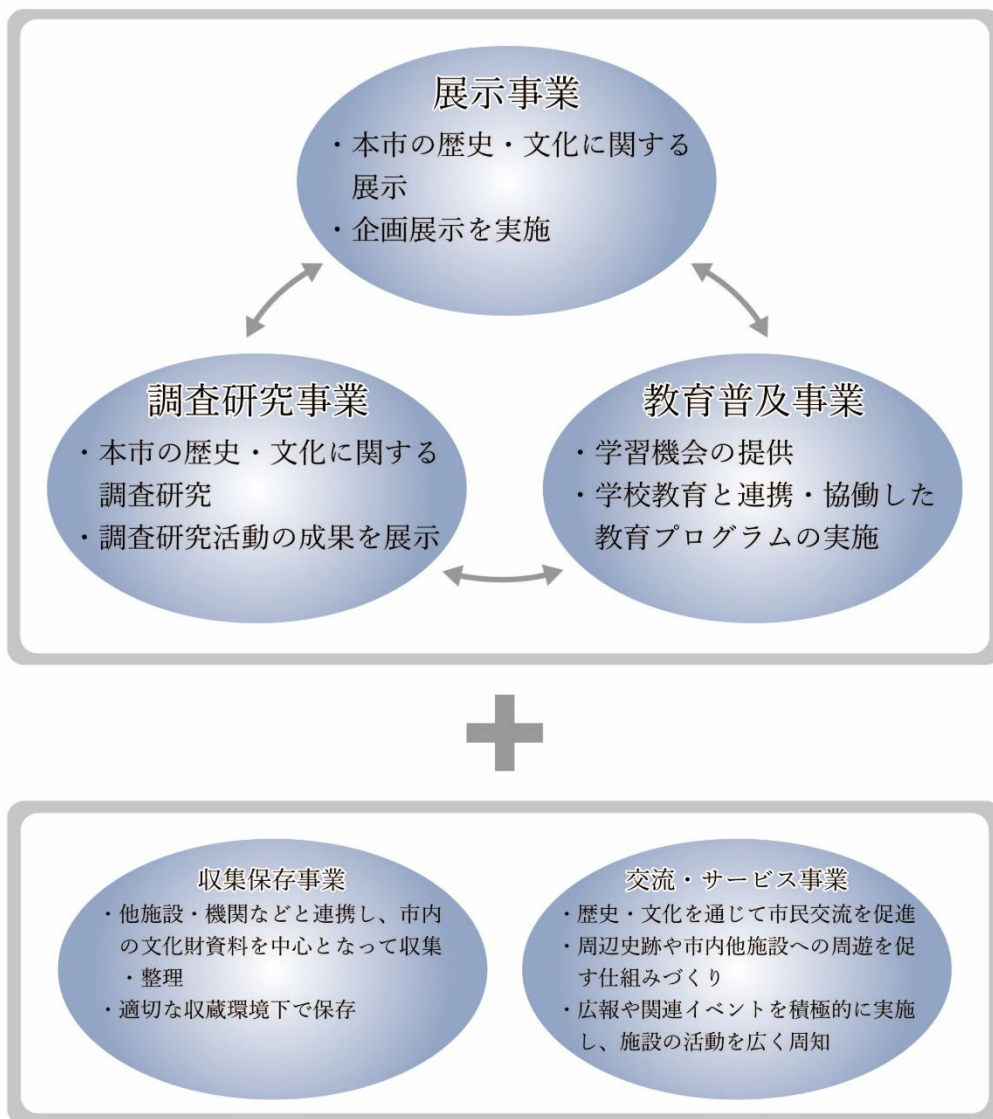 展示事業
・本市の歴史・文化に関する
展示
・企画展示を実施
調査研究事業
・本市の歴史・文化に関する
調査研究
・調査研究活動の成果を展示
教育普及事業
・学習機会の提供
・学校教育と連携・協働した
教育プログラムの実施
収集保存事業
・他施設・機関などと連携し、市内
の文化財資料を中心となって収集
・整理
・適切な収蔵環境下で保存
交流・サービス事業
・歴史・文化を通じて市民交流を促進
・周辺史跡や市内他施設への周遊を促
す仕組みづくり
・広報や関連イベントを積極的に実施
し、施設の活動を広く周知